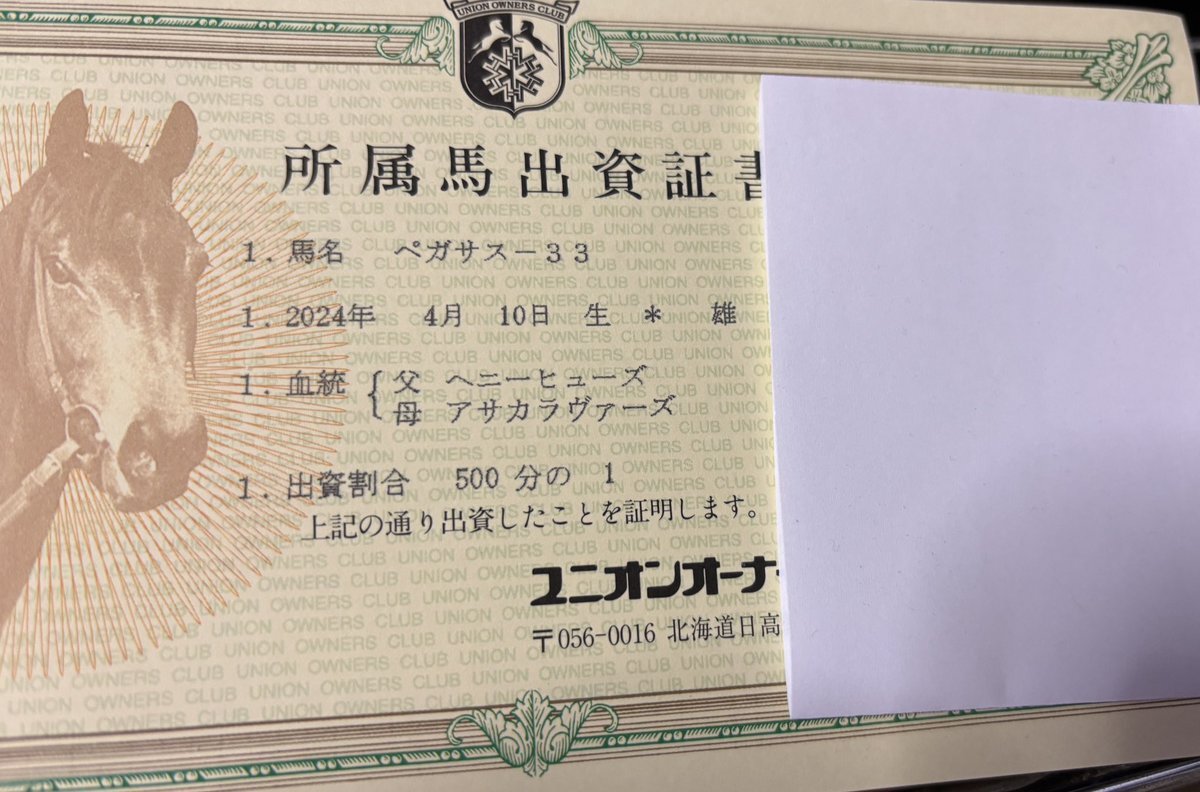 UNION OWNERS CLUB
所属馬出資証書
1. 馬名 ペガサス－33
1. 2024年 4月 10日 生 * 雄
1. 血統 { 父 ヘニーヒューズ
母 アサカラヴァーズ
1. 出資割合 500 分の 1
上記の通り出資したことを証明します。
ユニオンオーナ
〒056-0016 北海道日高